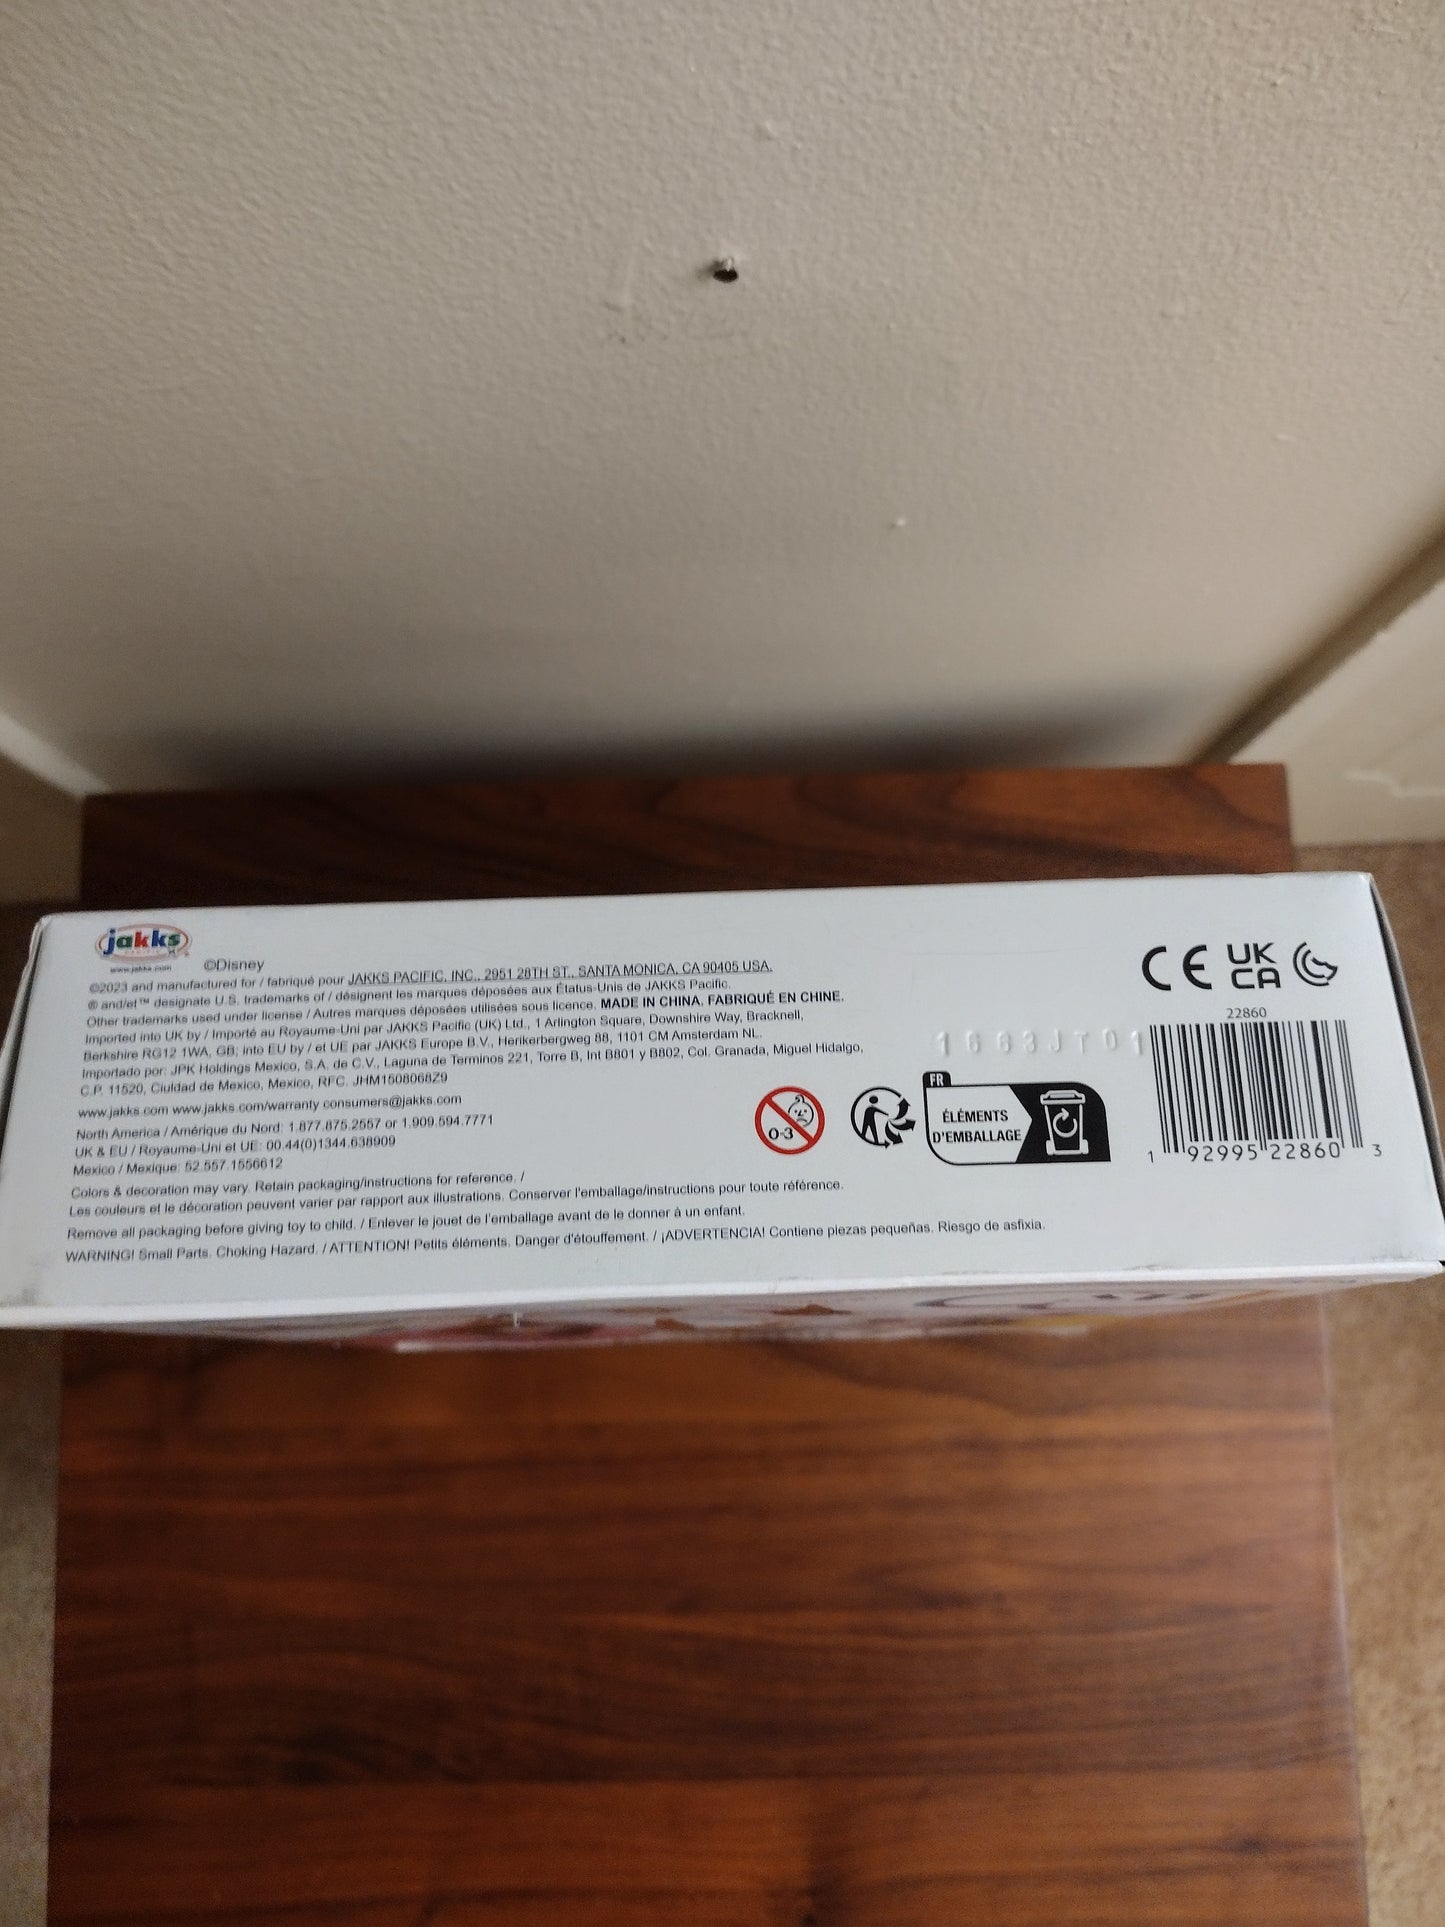 jakks
PACIFIC
www.jakks.com
©Disney
©2023 and manufactured for / fabriqué pour JAKKS PACIFIC, INC., 2951 28TH ST., SANTA MONICA, CA 90405 USA.
® and/et™ designate U.S. trademarks of / désignent les marques déposées aux États-Unis de JAKKS Pacific.
Other trademarks used under license / Autres marques déposées utilisées sous licence. MADE IN CHINA. FABRIQUÉ EN CHINE.
Imported into UK by / Importé au Royaume-Uni par JAKKS Pacific (UK) Ltd., 1 Arlington Square, Downshire Way, Bracknell,
Berkshire RG12 1WA, GB; into EU by / et UE par JAKKS Europe B.V., Herikerbergweg 88, 1101 CM Amsterdam NL.
Importado por: JPK Holdings Mexico, S.A. de C.V., Laguna de Terminos 221, Torre B, Int B801 y B802, Col. Granada, Miguel Hidalgo,
C.P. 11520, Ciuldad de Mexico, Mexico, RFC. JHM1508068Z9
www.jakks.com www.jakks.com/warranty consumers@jakks.com
North America / Amérique du Nord: 1.877.875.2557 or 1.909.594.7771
UK & EU / Royaume-Uni et UE: 00.44(0)1344.638909
Mexico / Mexique: 52.557.1556612
Colors & decoration may vary. Retain packaging/instructions for reference. /
Les couleurs et le décoration peuvent varier par rapport aux illustrations. Conserver l'emballage/instructions pour toute référence.
Remove all packaging before giving toy to child. / Enlever le jouet de l'emballage avant de le donner à un enfant.
WARNING! Small Parts. Choking Hazard. / ATTENTION! Petits éléments. Danger d'étouffement. / ¡ADVERTENCIA! Contiene piezas pequeñas. Riesgo de asfixia.
0-3
FR
ÉLÉMENTS
D'EMBALLAGE
1663JT01
CE
UK
CA
22860
1 92995 22860 3